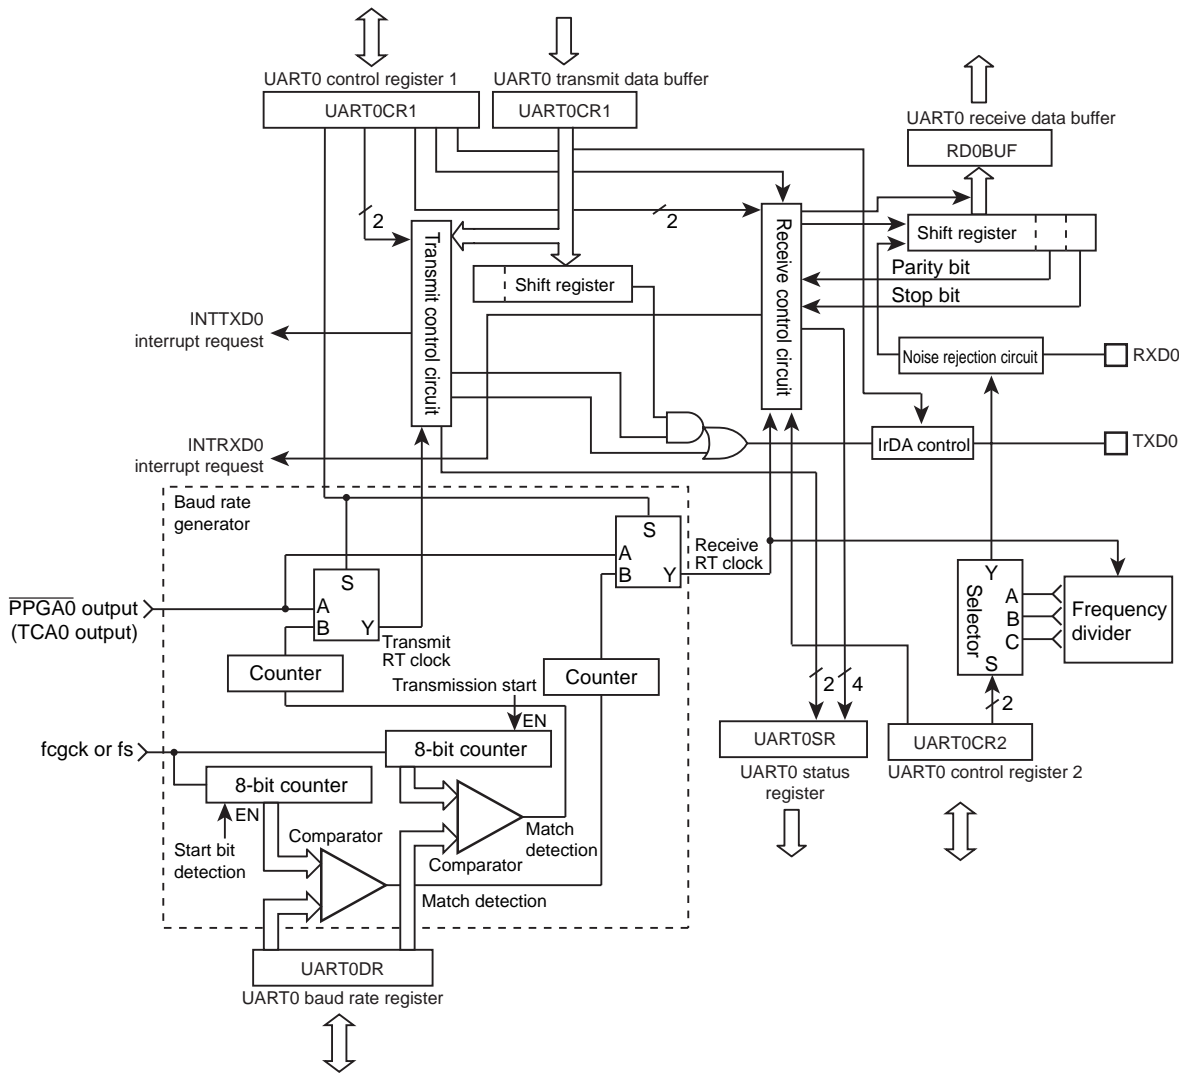 UART0 control register 1
UART0CR1
UART0 transmit data buffer
UART0CR1
UART0 receive data buffer
RD0BUF
2
2
Transmit control circuit
Shift register
Receive control circuit
Shift register
Parity bit
Stop bit
INTTXD0
interrupt request
Noise rejection circuit
RXD0
INTRXD0
interrupt request
IrDA control
TXD0
Baud rate
generator
S
A
B
Y
Receive
RT clock
S
A
B
Y
Transmit
RT clock
PPGA0 output
(TCA0 output)
Y
A
B
C
S
Selector
Frequency
divider
Counter
Counter
Transmission start
EN
2
4
2
fcgck or fs
8-bit counter
8-bit counter
EN
Start bit
detection
Comparator
Comparator
Match
detection
Match detection
UART0SR
UART0 status
register
UART0CR2
UART0 control register 2
UART0DR
UART0 baud rate register